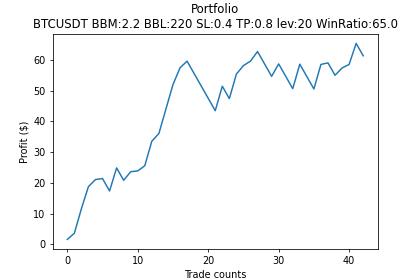 Portfolio
BTCUSDT BBM:2.2 BBL:220 SL:0.4 TP:0.8 lev:20 WinRatio:65.0
Profit ($)
60
50
40
30
20
10
0
0 10 20 30 40
Trade counts